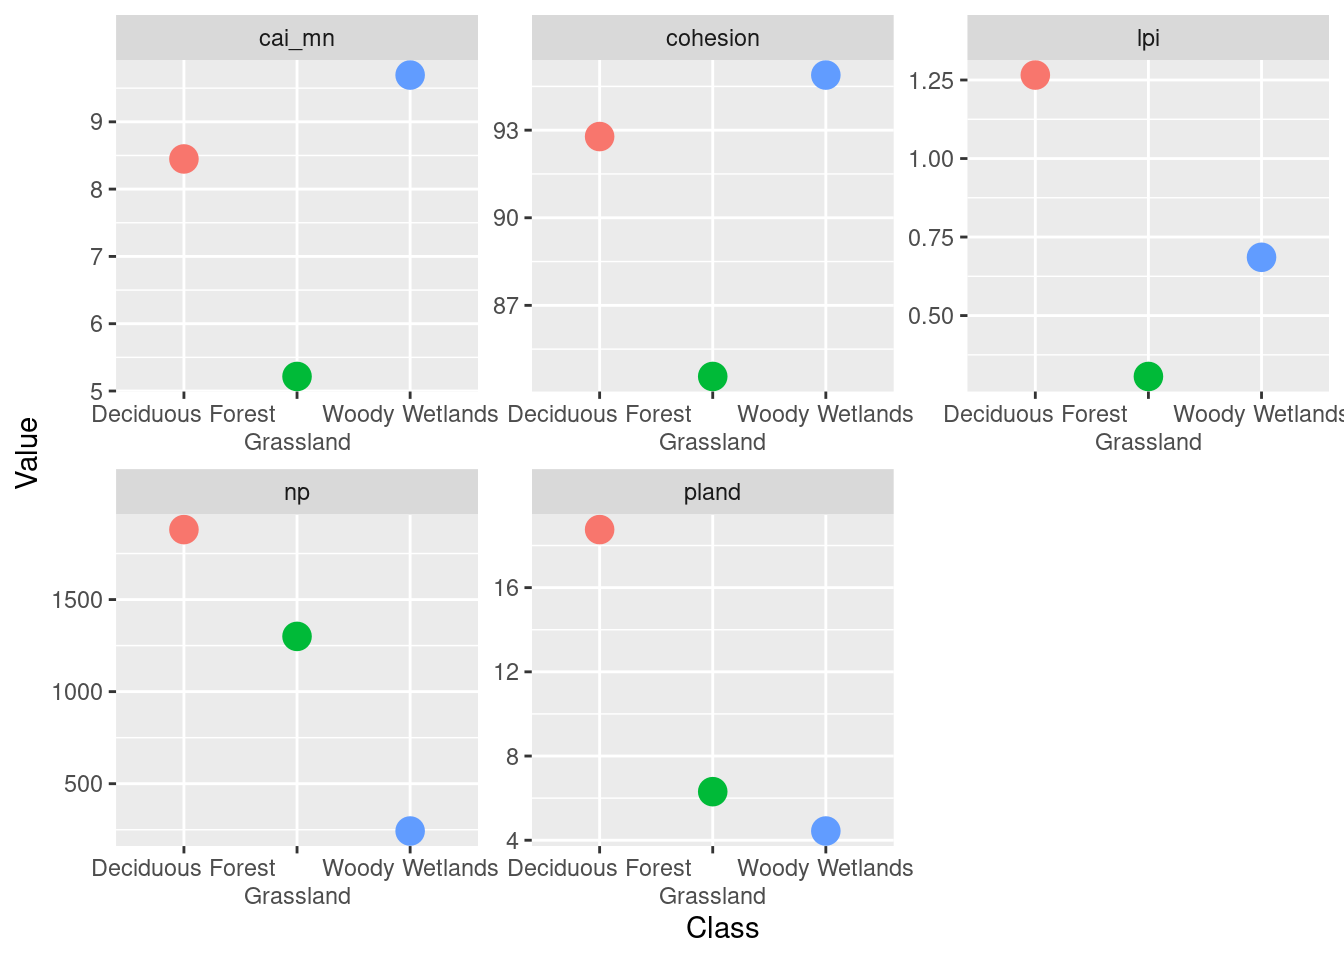 cai_mn
cohesion
lpi
9
8
7
6
5
93
90
87
1.25
1.00
0.75
0.50
Deciduous Forest
Grassland
Woody Wetlands
Deciduous Forest
Grassland
Woody Wetlands
Deciduous Forest
Grassland
Woody Wetlands
Value
np
pland
1500
1000
500
16
12
8
4
Deciduous Forest
Grassland
Woody Wetlands
Deciduous Forest
Grassland
Woody Wetlands
Class